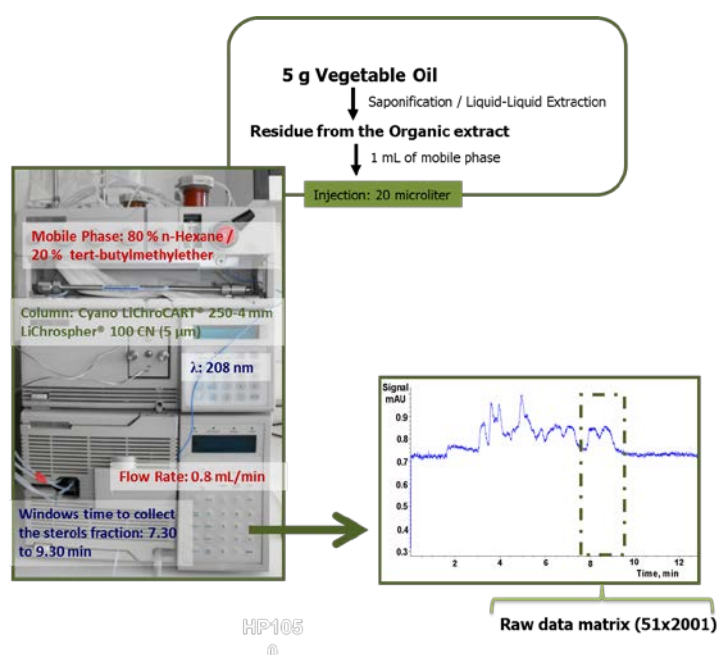 5 g Vegetable Oil
Saponification / Liquid-Liquid Extraction
Residue from the Organic extract
1 mL of mobile phase
Injection: 20 microliter
Mobile Phase: 80 % n-Hexane /
20 % tert-butylmethylether
Column: Cyano LiChroCART® 250-4 mm
LiChrospher® 100 CN (5 µm)
λ: 208 nm
Flow Rate: 0.8 mL/min
Windows time to collect
the sterols fraction: 7.30
to 9.30 min
Signal
mAU
0.9
0.8
0.7
0.6
0.5
0.4
0.3
2 4 6 8 10 12
Time, min
Raw data matrix (51x2001)
HP105
0